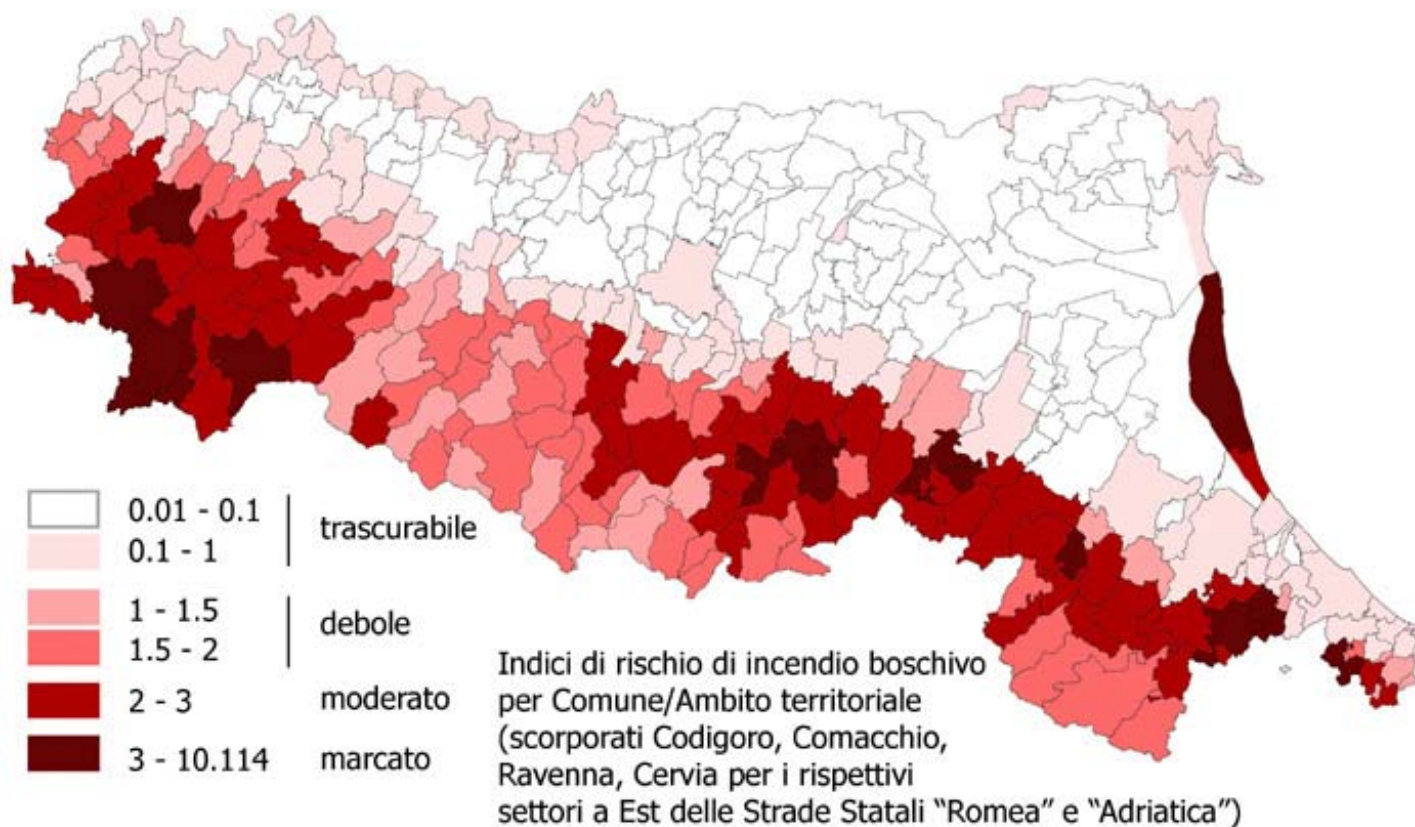 0.01 - 0.1
0.1 - 1
trascurabile
1 - 1.5
1.5 - 2
debole
2 - 3
moderato
3 - 10.114
marcato
Indici di rischio di incendio boschivo
per Comune/Ambito territoriale
(scorporati Codigoro, Comacchio,
Ravenna, Cervia per i rispettivi
settori a Est delle Strade Statali “Romea” e “Adriatica”)